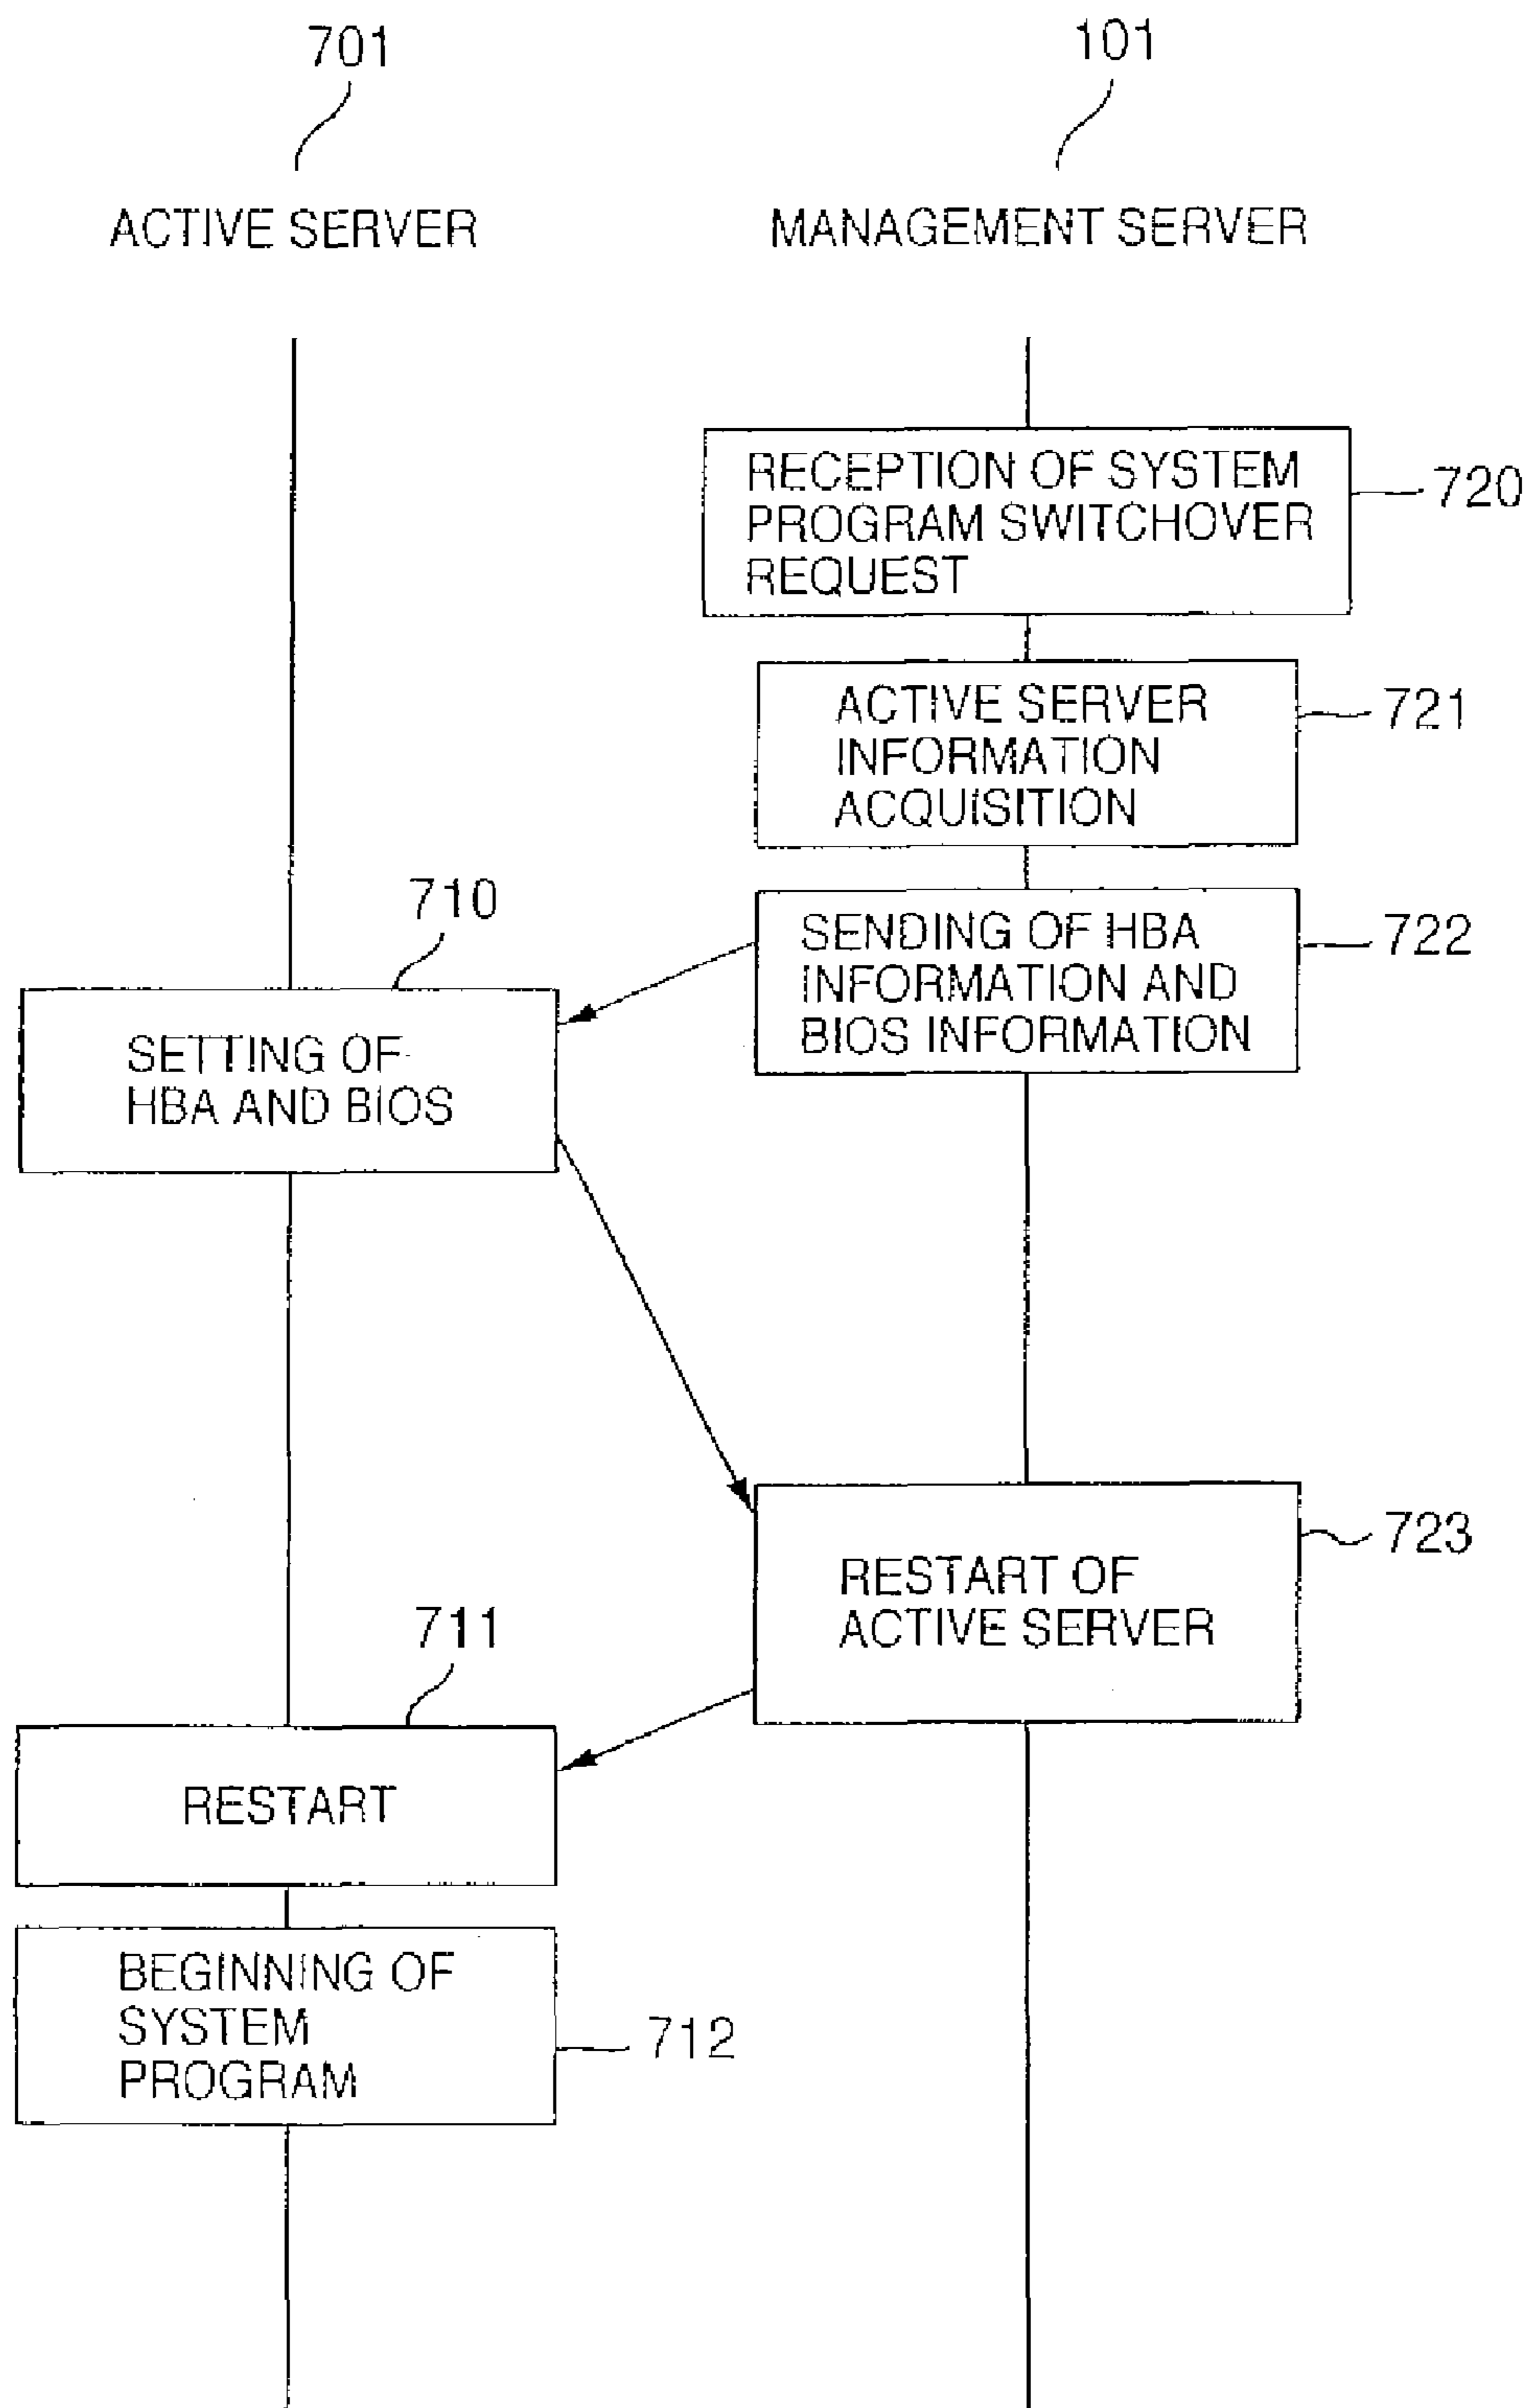 701
101
ACTIVE SERVER
MANAGEMENT SERVER
RECEPTION OF SYSTEM
PROGRAM SWITCHOVER
REQUEST
720
ACTIVE SERVER
INFORMATION
ACQUISITION
721
710
SENDING OF HBA
INFORMATION AND
BIOS INFORMATION
722
SETTING OF
HBA AND BIOS
723
RESTART OF
ACTIVE SERVER
711
RESTART
BEGINNING OF
SYSTEM
PROGRAM
712